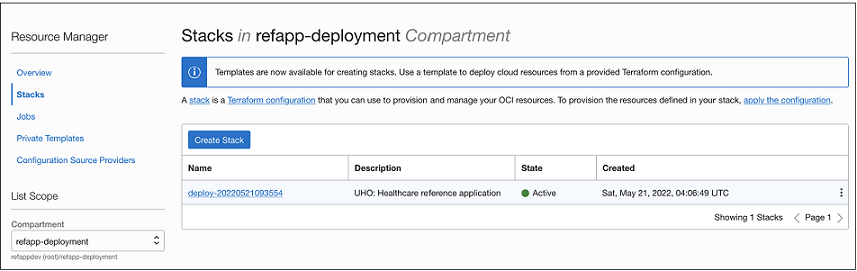 Resource Manager
Overview
Stacks
Jobs
Private Templates
Configuration Source Providers
List Scope
Compartment
refapp-deployment
refappdev (root)/refapp-deployment
Stacks in refapp-deployment Compartment
Templates are now available for creating stacks. Use a template to deploy cloud resources from a provided Terraform configuration.
A stack is a Terraform configuration that you can use to provision and manage your OCI resources. To provision the resources defined in your stack, apply the configuration.
Create Stack
Name Description State Created
deploy-20220521093554 UHO: Healthcare reference application Active Sat, May 21, 2022, 04:06:49 UTC
Showing 1 Stacks < Page 1 >